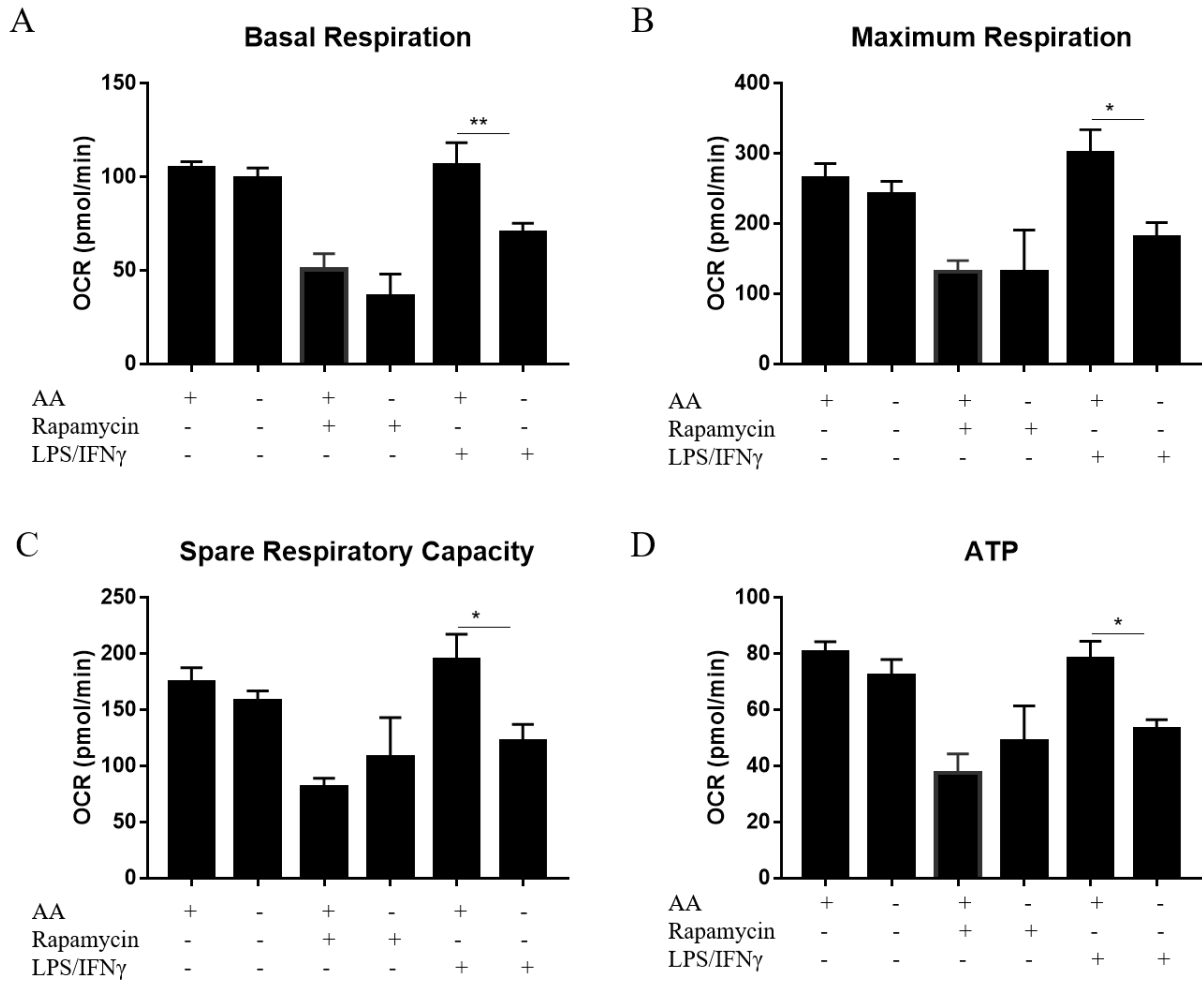 A
Basal Respiration
OCR (pmol/min)
150
100
50
0
**
AA + - + - + -
Rapamycin - - + + - -
LPS/IFNγ - - - - + +
B
Maximum Respiration
OCR (pmol/min)
400
300
200
100
0
*
AA + - + - + -
Rapamycin - - + + - -
LPS/IFNγ - - - - + +
C
Spare Respiratory Capacity
OCR (pmol/min)
250
200
150
100
50
0
*
AA + - + - + -
Rapamycin - - + + - -
LPS/IFNγ - - - - + +
D
ATP
OCR (pmol/min)
100
80
60
40
20
0
*
AA + - + - + -
Rapamycin - - + + - -
LPS/IFNγ - - - - + +